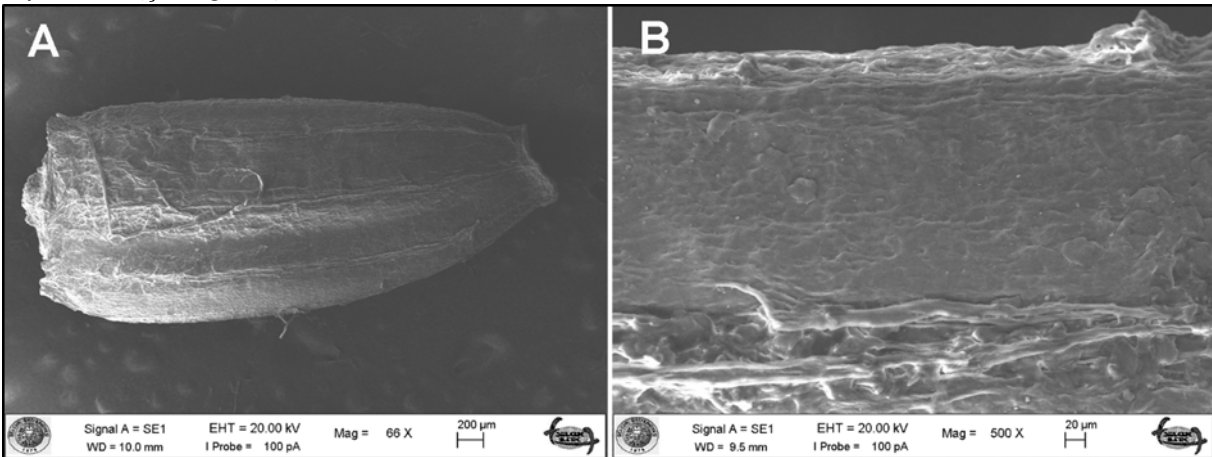 A
Signal A = SE1
EHT = 20.00 kV
Mag = 66 X
200 µm
WD = 10.0 mm
I Probe = 100 pA
B
Signal A = SE1
EHT = 20.00 kV
Mag = 500 X
20 µm
WD = 9.5 mm
I Probe = 100 pA